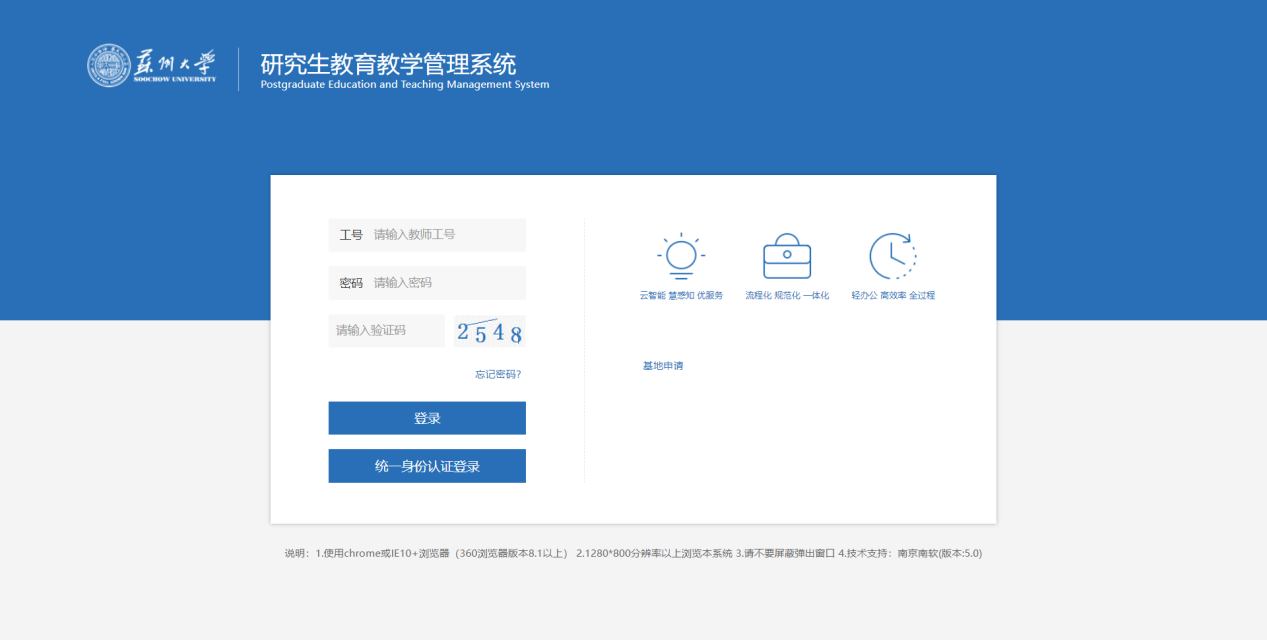 蘇州大学
SOOCHOW UNIVERSITY
研究生教育教学管理系统
Postgraduate Education and Teaching Management System
工号 请输入教师工号
密码 请输入密码
请输入验证码 2548
忘记密码?
登录
统一身份认证登录
云智能 慧感知 优服务
流程化 规范化 一体化
轻办公 高效率 全过程
基地申请
说明：1.使用chrome或IE10+浏览器（360浏览器版本8.1以上） 2.1280*800分辨率以上浏览本系统 3.请不要屏蔽弹出窗口 4.技术支持：南京南软(版本:5.0)